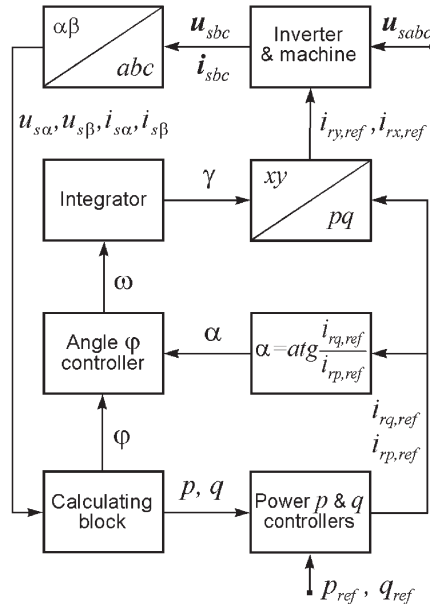 αβ
abc
u_sbc
i_sbc
Inverter
& machine
u_sabc
u_sα, u_sβ, i_sα, i_sβ
i_ry,ref, i_rx,ref
Integrator
γ
xy
pq
ω
Angle φ
controller
α
α=atg i_rq,ref / i_rp,ref
φ
i_rq,ref
i_rp,ref
Calculating
block
p, q
Power p & q
controllers
p_ref, q_ref